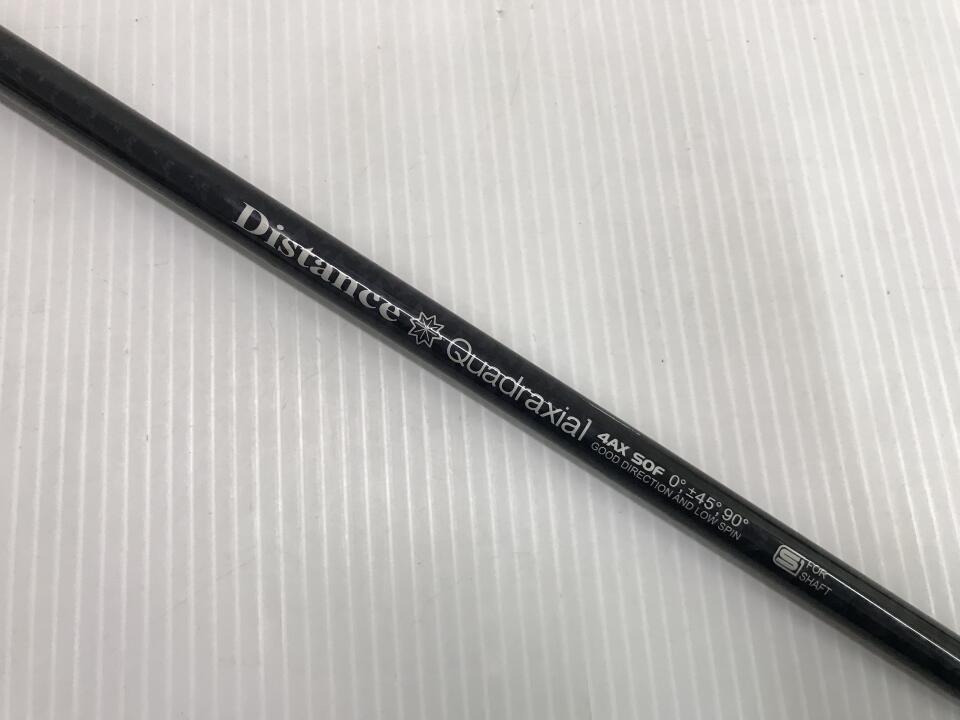 Distance Quadraxial 4AX SOF 0°,±45°,90°
GOOD DIRECTION AND LOW SPIN
S FOR
SHAFT